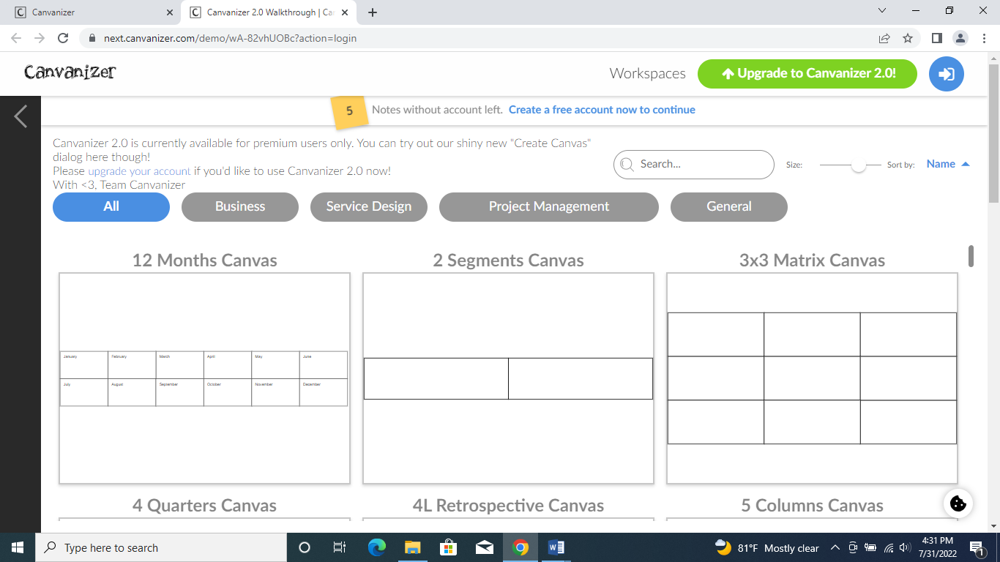 Canvanizer
Canvanizer 2.0 Walkthrough | Ca
next.canvanizer.com/demo/wA-82vhUOBc?action=login
Canvanizer
Workspaces
Upgrade to Canvanizer 2.0!
5
Notes without account left. Create a free account now to continue
Canvanizer 2.0 is currently available for premium users only. You can try out our shiny new "Create Canvas"
dialog here though!
Please upgrade your account if you'd like to use Canvanizer 2.0 now!
With <3, Team Canvanizer
Search...
Size:
Sort by:
Name
All
Business
Service Design
Project Management
General
12 Months Canvas
2 Segments Canvas
3x3 Matrix Canvas
January February March April May June
July August September October November December
4 Quarters Canvas
4L Retrospective Canvas
5 Columns Canvas
Type here to search
81°F Mostly clear
4:31 PM
7/31/2022
1